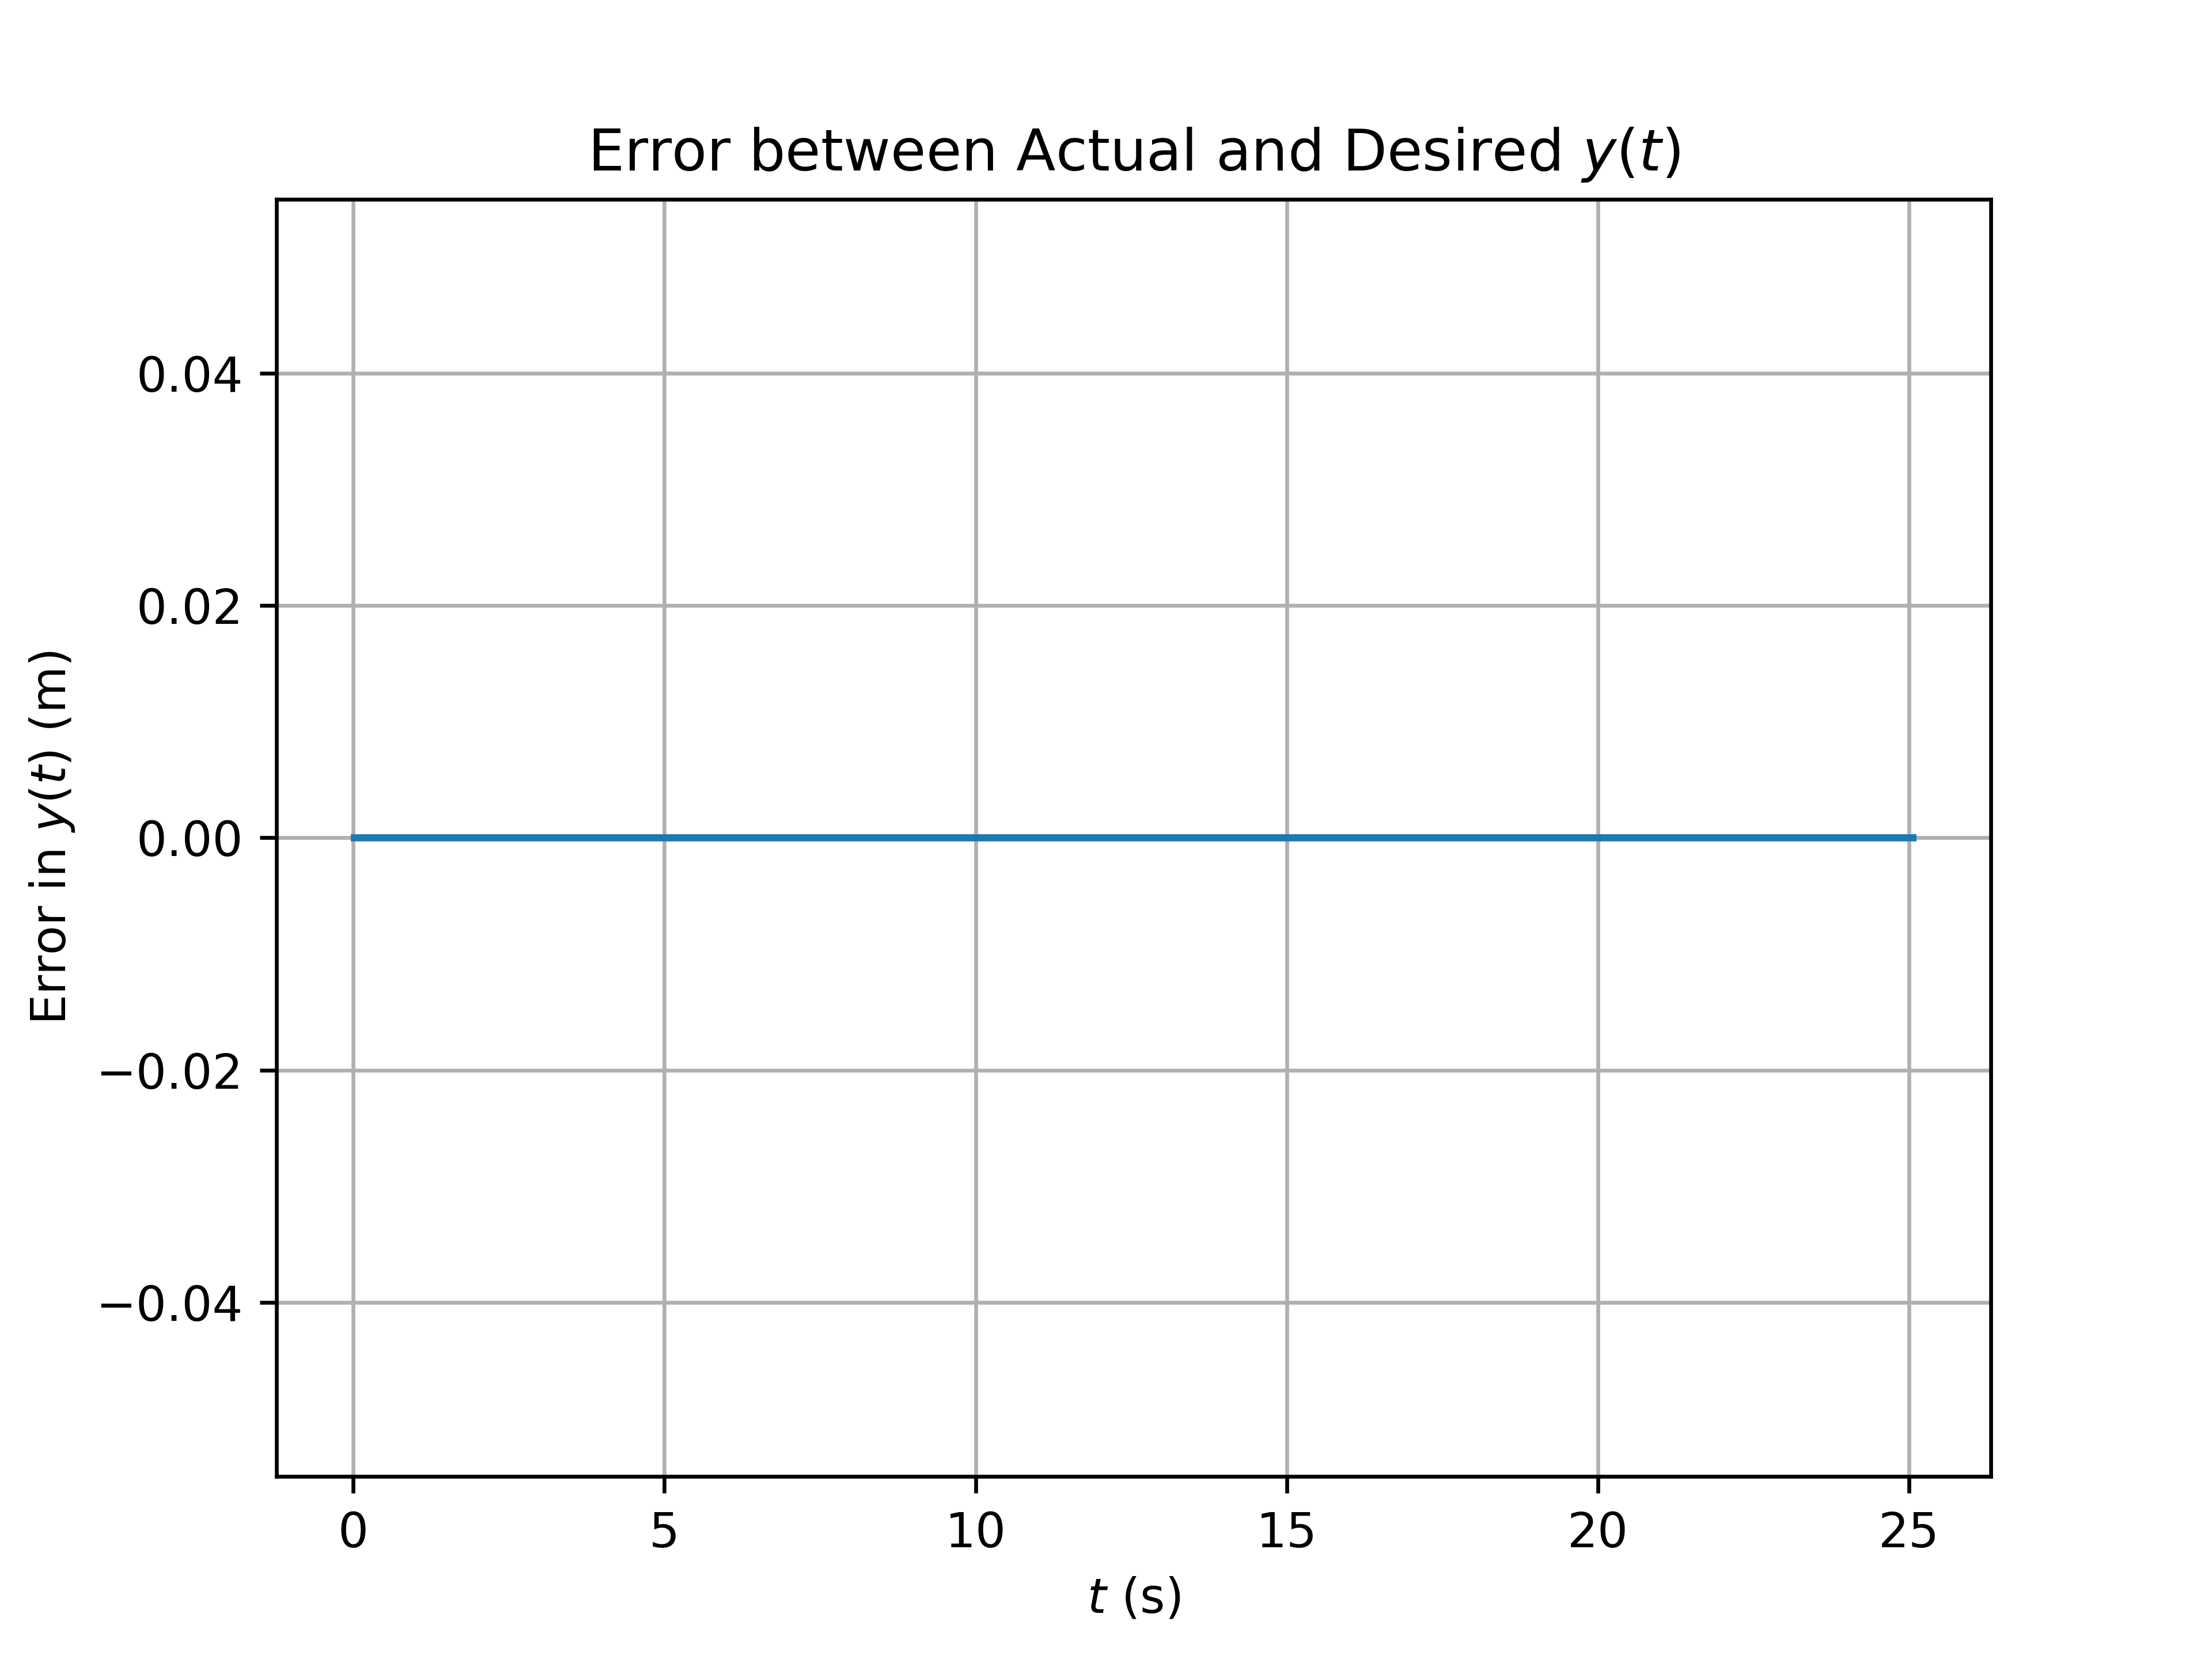 Error between Actual and Desired y(t)
0.04
0.02
0.00
−0.02
−0.04
Error in y(t) (m)
0 5 10 15 20 25
t (s)